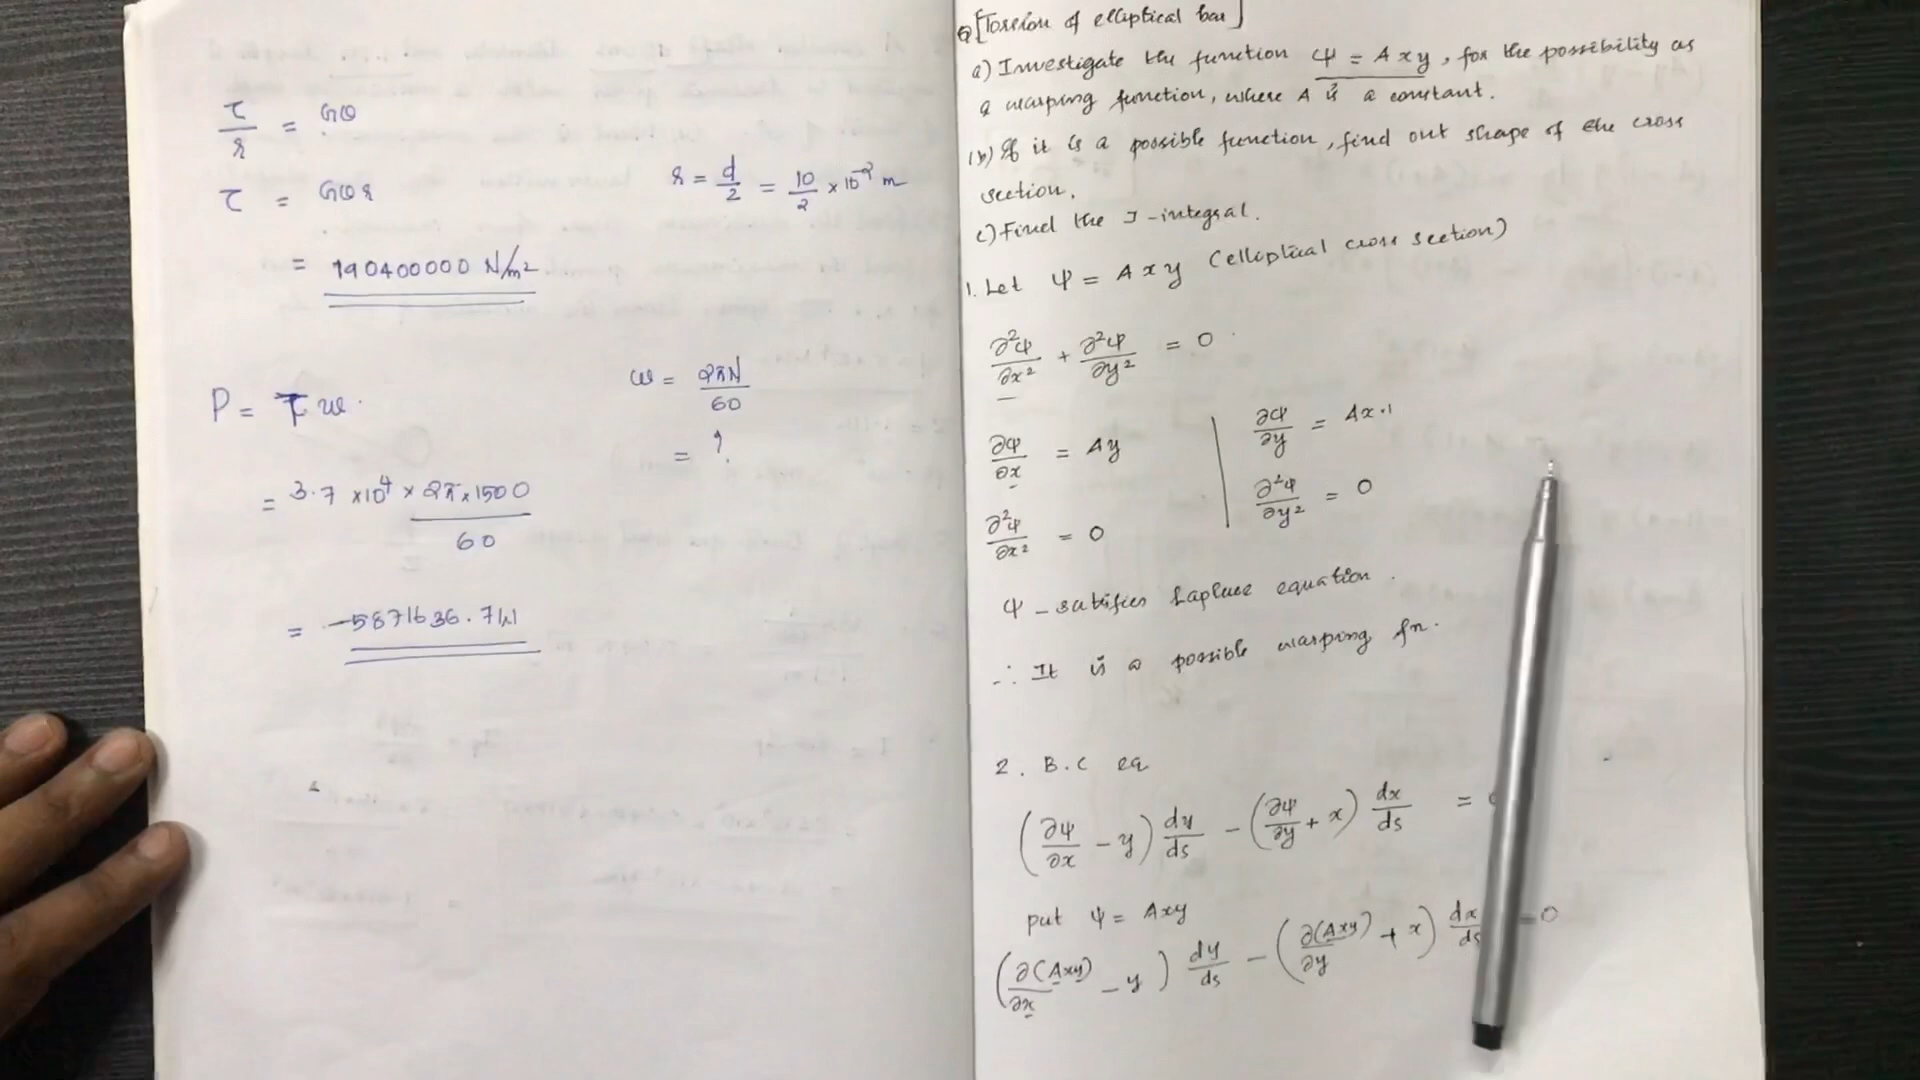 τ/r = Gθ
τ = Gθr
r = d/2 = 10/2 × 10⁻² m
= 190400000 N/m²
P = T ω.
ω = 2πN/60
= ?
= 3.7 × 10⁴ × 2π × 1500/60
= 5871636.7W
Q [Torsion of elliptical bar]
a) Investigate the function ψ = Axy, for the possibility as
a warping function, where A is a constant.
(b) If it is a possible function, find out shape of the cross
section.
c) Find the J-integral.
1. Let ψ = Axy (elliptical cross section)
∂²ψ/∂x² + ∂²ψ/∂y² = 0
∂ψ/∂x = Ay | ∂ψ/∂y = Ax·1
∂²ψ/∂x² = 0 | ∂²ψ/∂y² = 0
ψ - satisfies Laplace equation.
∴ It is a possible warping fn.
2. B.C eq
(∂ψ/∂x - y) dy/ds - (∂ψ/∂y + x) dx/ds =
put ψ = Axy
(∂(Axy)/∂x - y) dy/ds - (∂(Axy)/∂y + x) dx/ds = 0